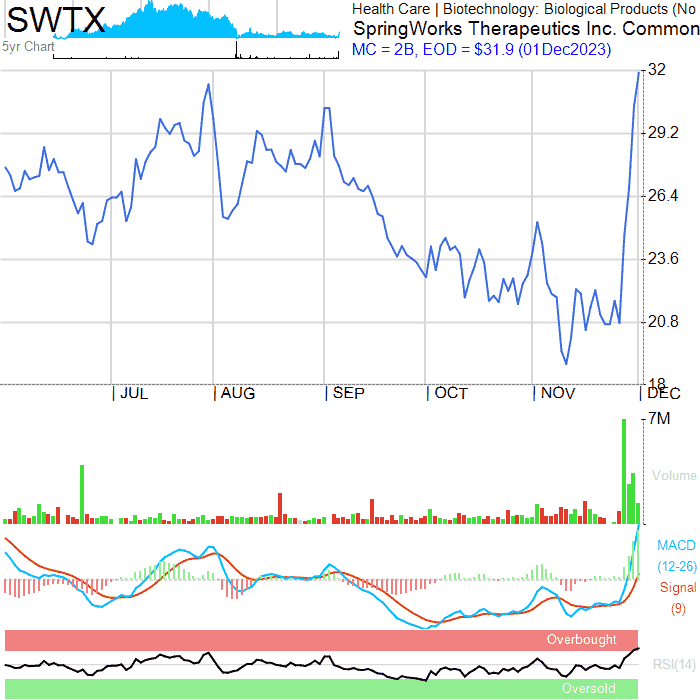 SWTX
Health Care | Biotechnology: Biological Products (No
SpringWorks Therapeutics Inc. Common
5yr Chart
MC = 2B, EOD = $31.9 (01Dec2023)
32
29.2
26.4
23.6
20.8
18
| JUL | AUG | SEP | OCT | NOV | DEC
7M
Volume
MACD
(12-26)
Signal
(9)
Overbought
RSI(14)
Oversold